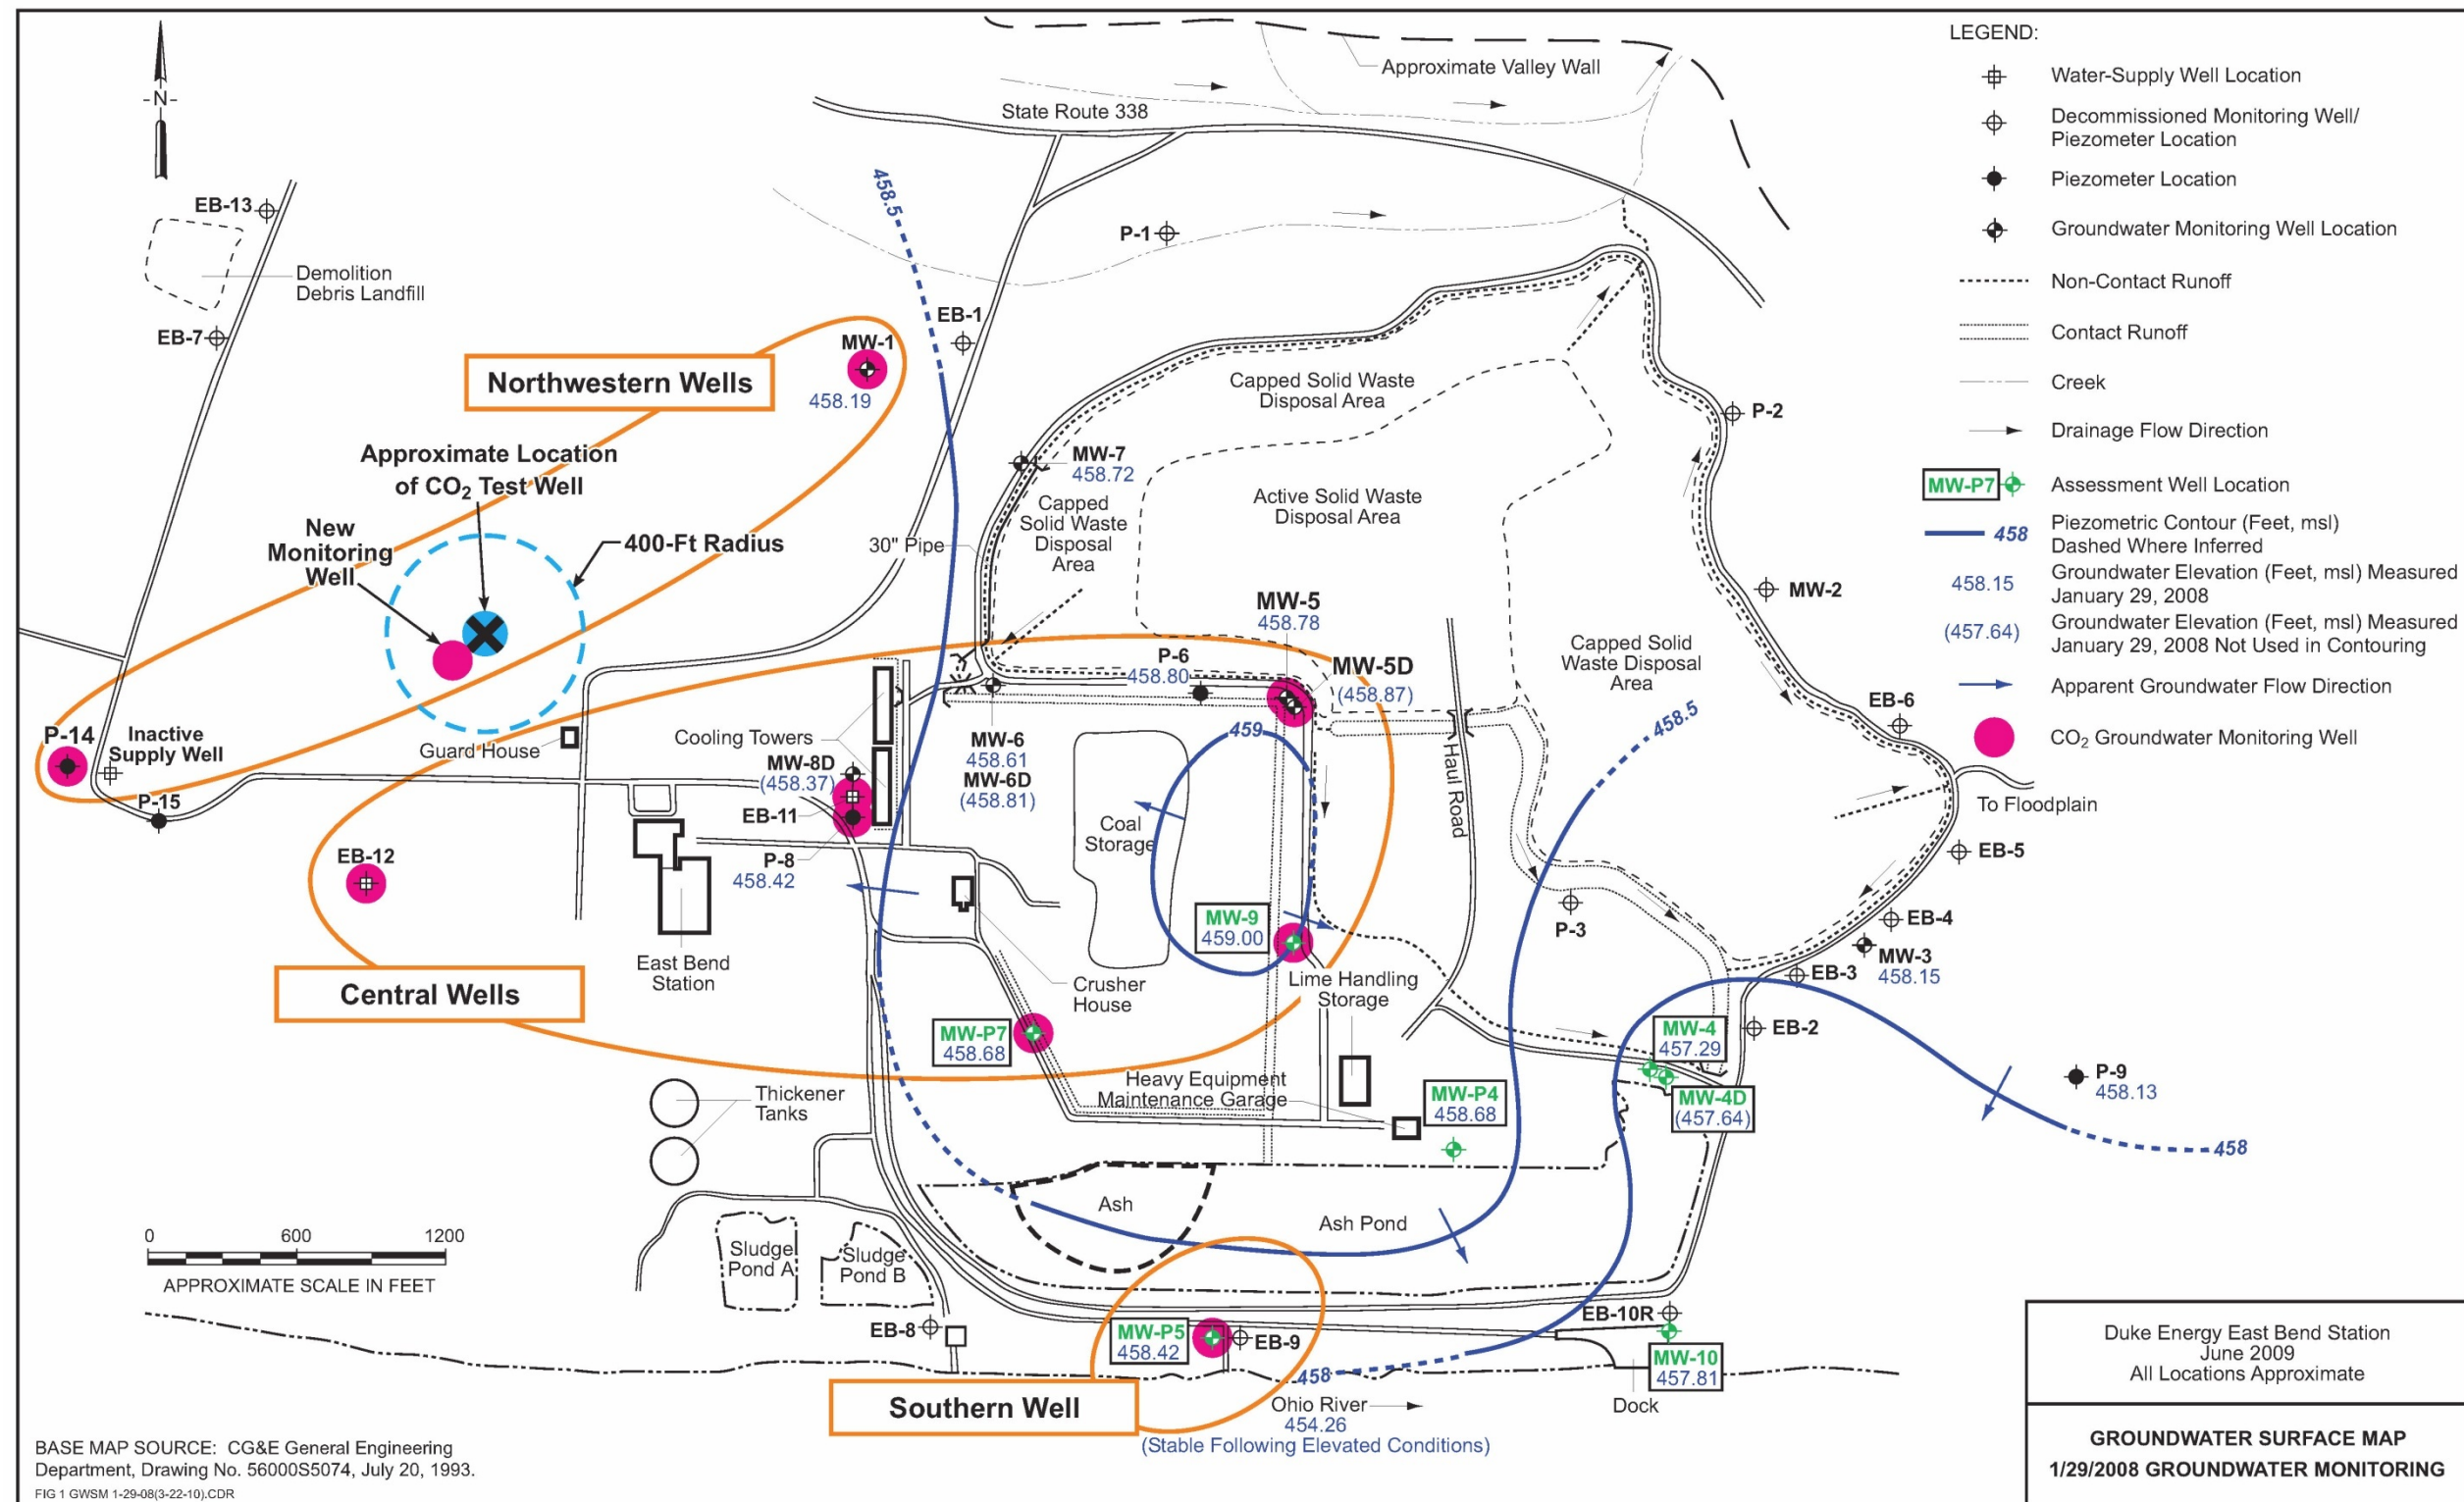 LEGEND:
Water-Supply Well Location
Decommissioned Monitoring Well/
Piezometer Location
Piezometer Location
Groundwater Monitoring Well Location
Non-Contact Runoff
Contact Runoff
Creek
Drainage Flow Direction
MW-P7
Assessment Well Location
458
Piezometric Contour (Feet, msl)
Dashed Where Inferred
458.15
Groundwater Elevation (Feet, msl) Measured
January 29, 2008
(457.64)
Groundwater Elevation (Feet, msl) Measured
January 29, 2008 Not Used in Contouring
Apparent Groundwater Flow Direction
CO₂ Groundwater Monitoring Well
-N-
Approximate Valley Wall
State Route 338
458.5
EB-13
P-1
Demolition
Debris Landfill
EB-7
EB-1
MW-1
458.19
Northwestern Wells
Capped Solid Waste
Disposal Area
P-2
Approximate Location
of CO₂ Test Well
MW-7
458.72
Capped
Solid Waste
Disposal
Area
Active Solid Waste
Disposal Area
New
Monitoring
Well
400-Ft Radius
30" Pipe
MW-2
MW-5
458.78
P-6
458.80
MW-5D
(458.87)
Capped Solid
Waste Disposal
Area
EB-6
458.5
P-14
Inactive
Supply Well
Guard House
Cooling Towers
MW-6
458.61
MW-6D
(458.81)
459
MW-8D
(458.37)
Haul Road
P-15
EB-11
Coal
Storage
To Floodplain
EB-12
P-8
458.42
EB-5
MW-9
459.00
P-3
EB-4
MW-3
458.15
EB-3
East Bend
Station
Crusher
House
Lime Handling
Storage
Central Wells
MW-P7
458.68
MW-4
457.29
EB-2
MW-4D
(457.64)
P-9
458.13
458
Thickener
Tanks
Heavy Equipment
Maintenance Garage
MW-P4
458.68
Ash
Ash Pond
0 600 1200
APPROXIMATE SCALE IN FEET
Sludge
Pond A
Sludge
Pond B
EB-8
MW-P5
458.42
EB-9
EB-10R
MW-10
457.81
458
Dock
Southern Well
Ohio River
454.26
(Stable Following Elevated Conditions)
Duke Energy East Bend Station
June 2009
All Locations Approximate
GROUNDWATER SURFACE MAP
1/29/2008 GROUNDWATER MONITORING
BASE MAP SOURCE: CG&E General Engineering
Department, Drawing No. 56000S5074, July 20, 1993.
FIG 1 GWSM 1-29-08(3-22-10).CDR